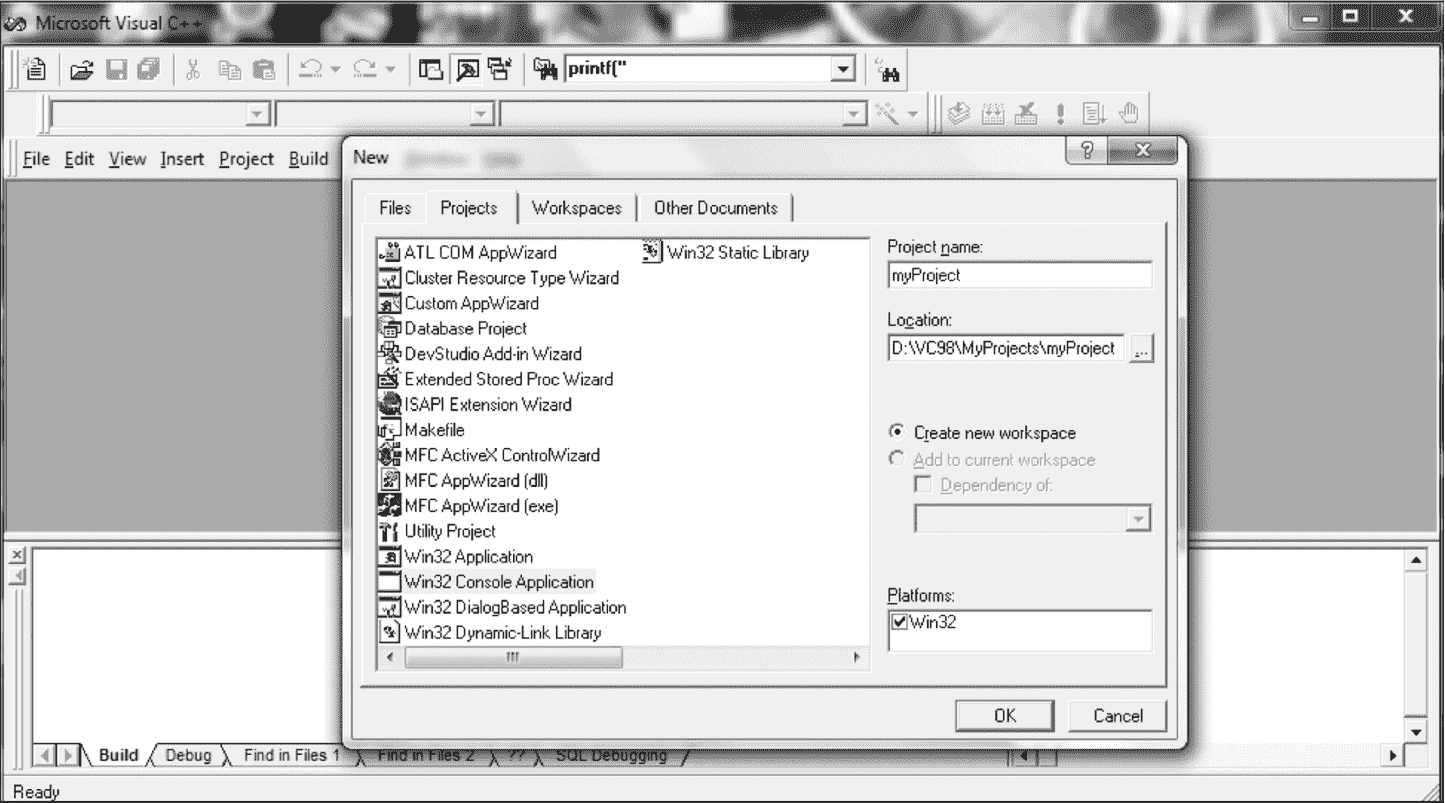 Microsoft Visual C++
printf("
File Edit View Insert Project Build
New
Files Projects Workspaces Other Documents
ATL COM AppWizard
Cluster Resource Type Wizard
Custom AppWizard
Database Project
DevStudio Add-in Wizard
Extended Stored Proc Wizard
ISAPI Extension Wizard
Makefile
MFC ActiveX ControlWizard
MFC AppWizard (dll)
MFC AppWizard (exe)
Utility Project
Win32 Application
Win32 Console Application
Win32 DialogBased Application
Win32 Dynamic-Link Library
Win32 Static Library
Project name:
myProject
Location:
D:\VC98\MyProjects\myProject
...
Create new workspace
Add to current workspace
Dependency of:
Platforms:
Win32
OK Cancel
Build Debug Find in Files 1 Find in Files 2 ?? SQL Debugging
Ready